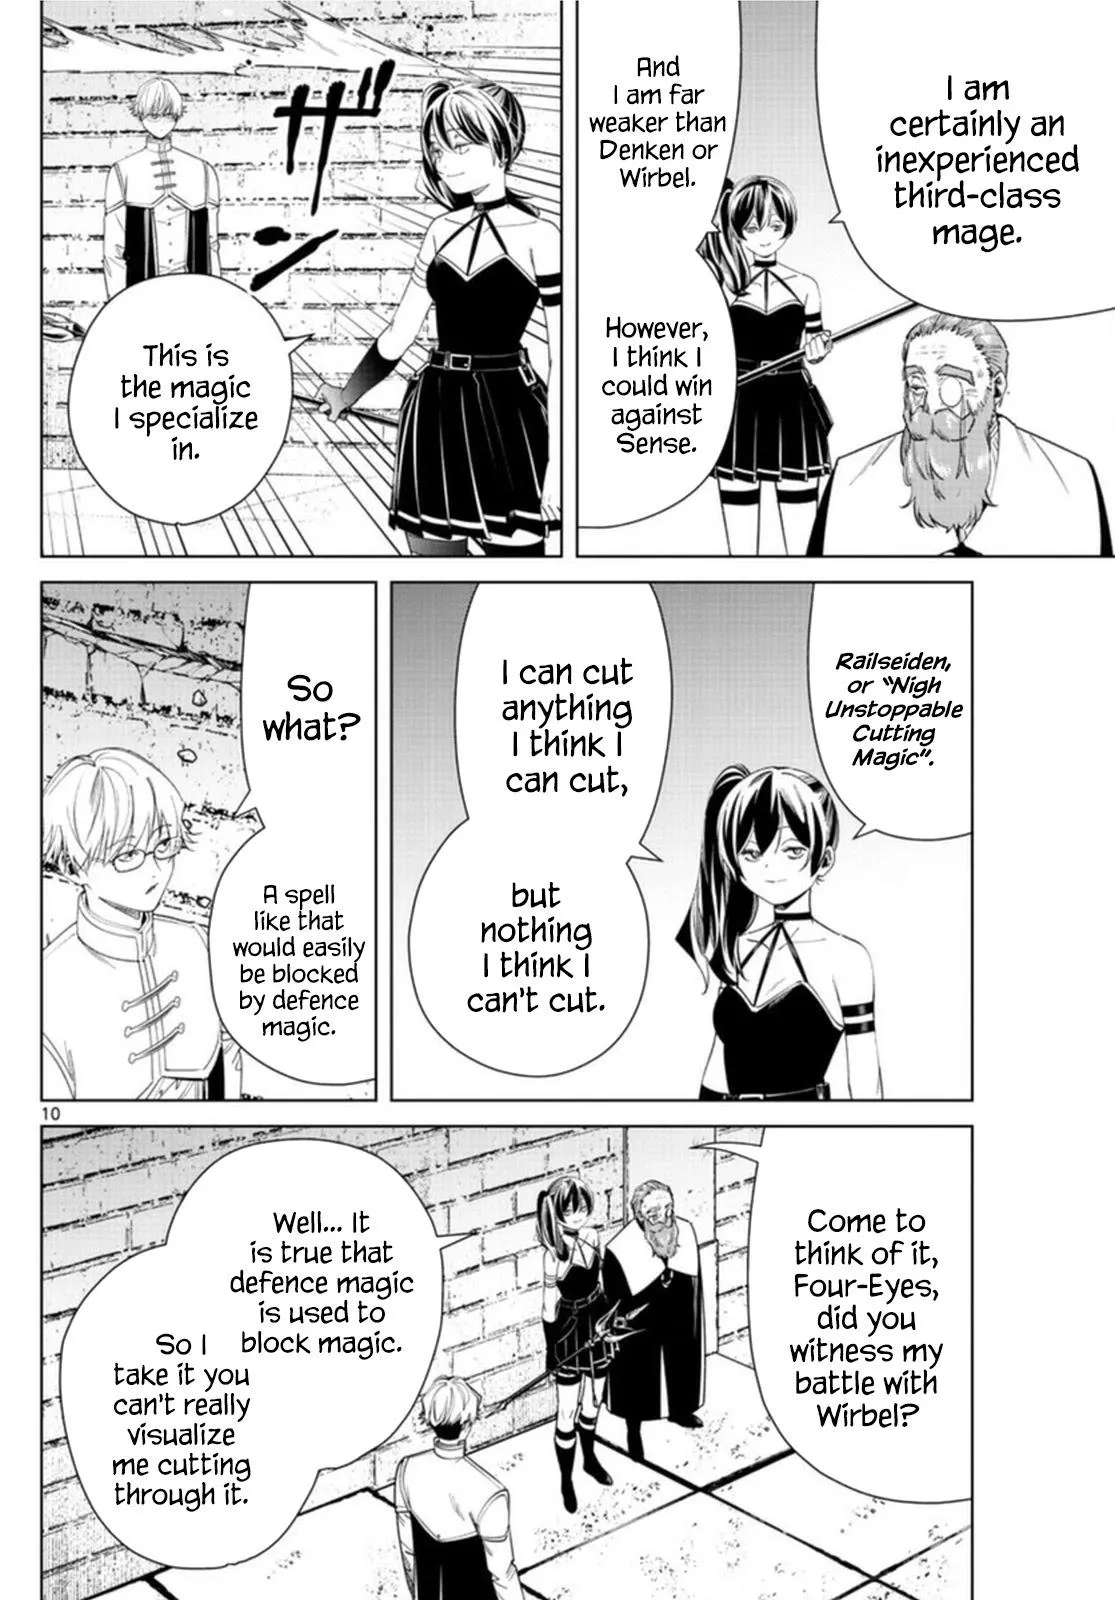 I am
certainly an
inexperienced
third-class
mage.
And
I am far
weaker than
Denken or
Wirbel.
However,
I think I
could win
against
Sense.
ザン
This is
the magic
I specialize
in.
Railseiden,
or "Nigh
Unstoppable
Cutting
Magic".
I can cut
anything
I think I
can cut,
but
nothing
I think I
can't cut.
So
what?
A spell
like that
would easily
be blocked
by defence
magic.
10
Come to
think of it,
Four-Eyes,
did you
witness my
battle with
Wirbel?
Well... It
is true that
defence magic
is used to
block magic.
So I
take it you
can't really
visualize
me cutting
through it.